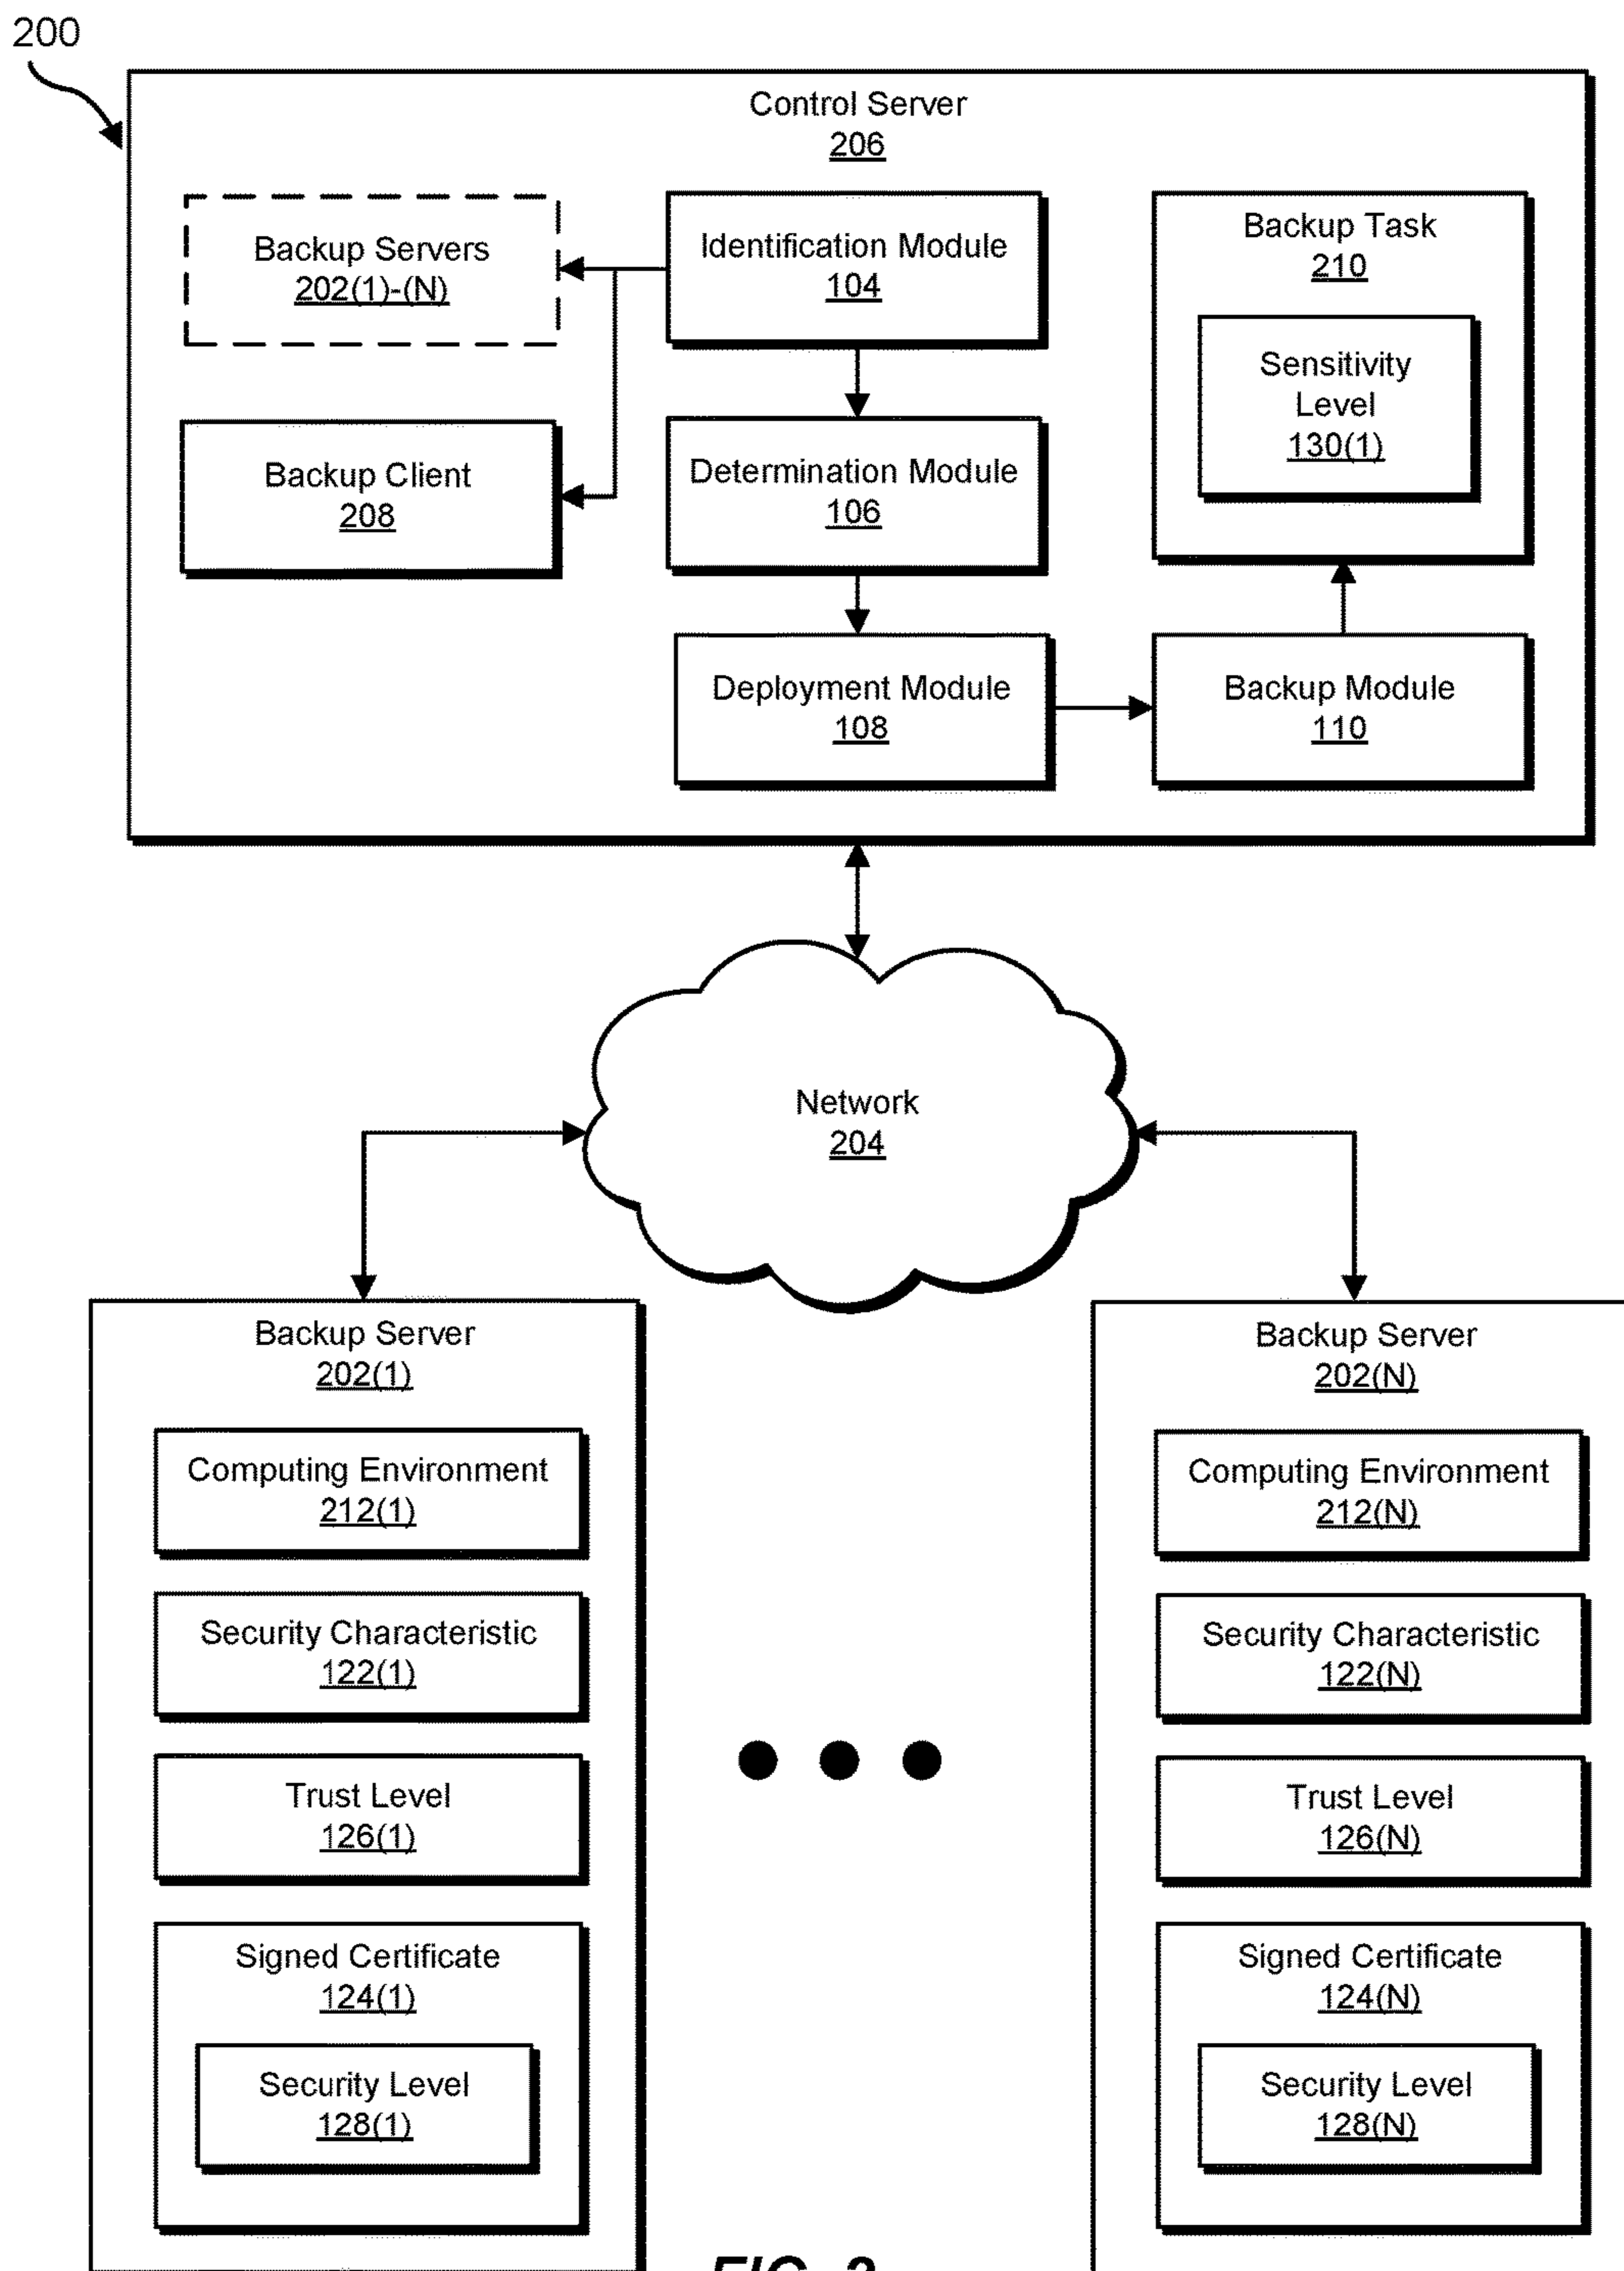 200
Control Server
206
Backup Servers
202(1)-(N)
Identification Module
104
Backup Task
210
Sensitivity
Level
130(1)
Backup Client
208
Determination Module
106
Deployment Module
108
Backup Module
110
Network
204
Backup Server
202(1)
Computing Environment
212(1)
Security Characteristic
122(1)
Trust Level
126(1)
Signed Certificate
124(1)
Security Level
128(1)
Backup Server
202(N)
Computing Environment
212(N)
Security Characteristic
122(N)
Trust Level
126(N)
Signed Certificate
124(N)
Security Level
128(N)
FIG.